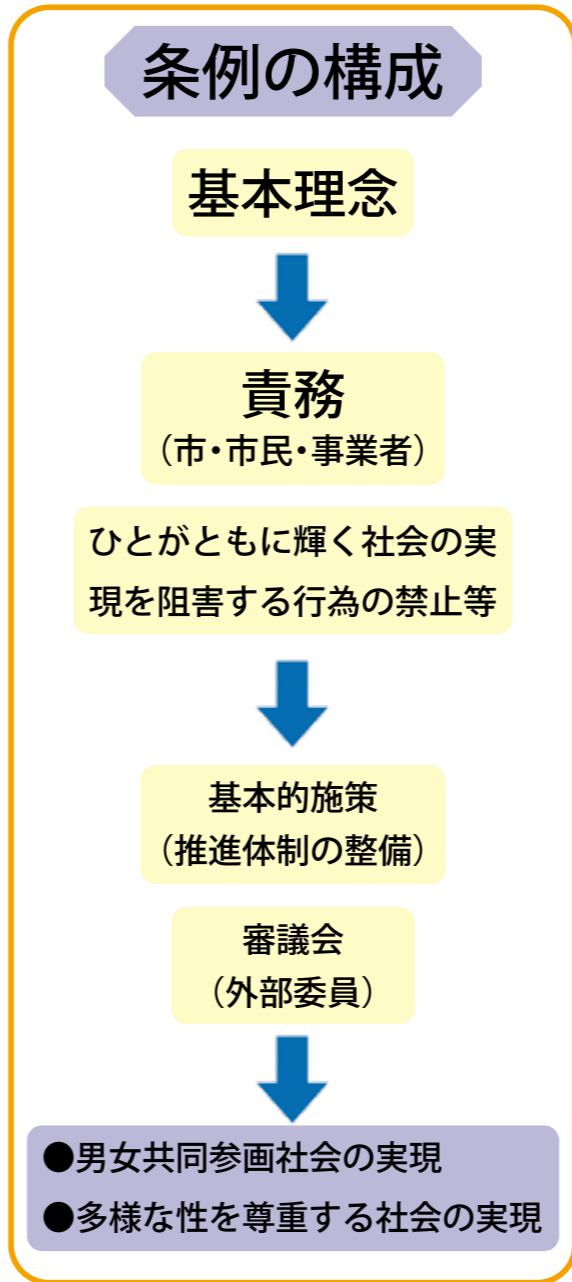 条例の構成
基本理念
責務
（市・市民・事業者）
ひとがともに輝く社会の実
現を阻害する行為の禁止等
基本的施策
（推進体制の整備）
審議会
（外部委員）
●男女共同参画社会の実現
●多様な性を尊重する社会の実現